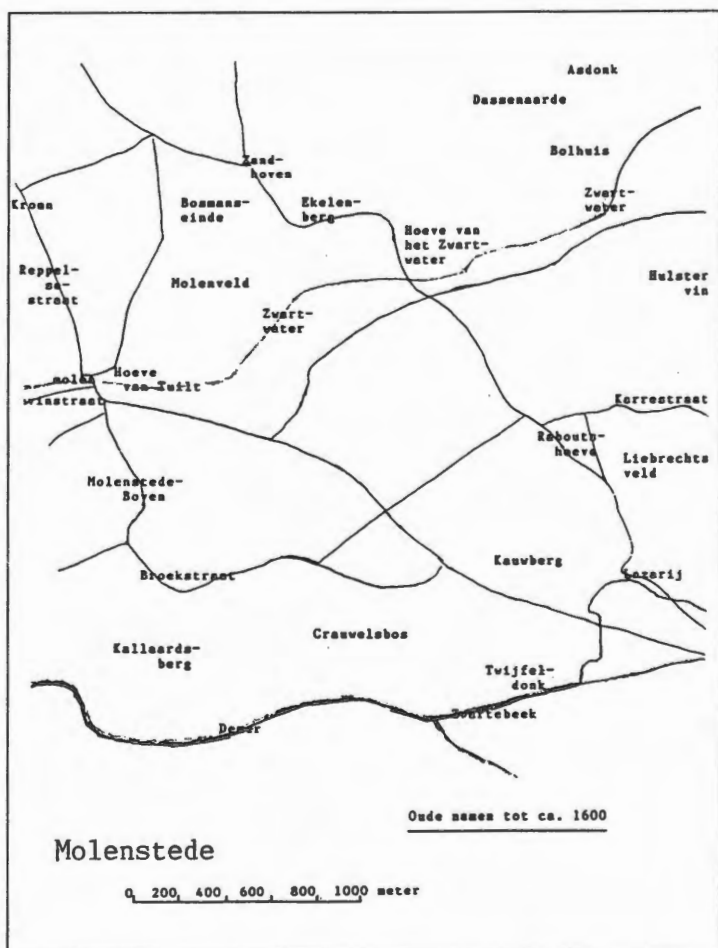 Asdonk
Dassenaarde
Bolhuis
Zand-
hoven
Zwart-
water
Kroon
Bosmans-
einde
Ekelen-
berg
Hoeve van
het Zwart-
water
Reppel-
se-
straat
Molenveld
Hulster
vin
Zwart-
water
molen
Hoeve
van Tuilt
vinstraat
Korrestraat
Rabouts-
hoeve
Liebrechts
veld
Molenstede-
Boven
Broekstraat
Kauwberg
Lazarij
Crauwelsbos
Kallaards-
berg
Twijfel-
donk
Demer
Zouttebeek
Oude namen tot ca. 1600
Molenstede
0 200 400 600 800 1000 meter